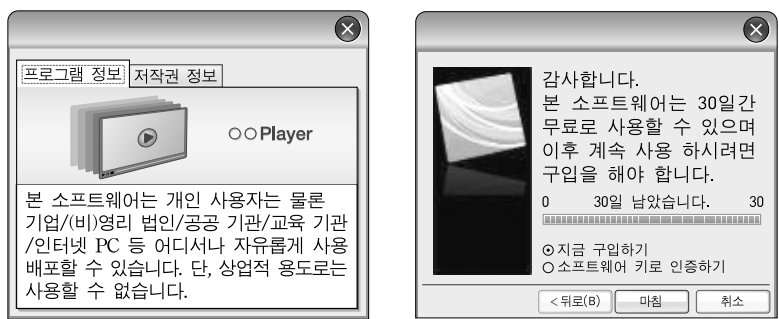 프로그램 정보 저작권 정보
○○Player
본 소프트웨어는 개인 사용자는 물론
기업/(비)영리 법인/공공 기관/교육 기관
/인터넷 PC 등 어디서나 자유롭게 사용
배포할 수 있습니다. 단, 상업적 용도로는
사용할 수 없습니다.
감사합니다.
본 소프트웨어는 30일간
무료로 사용할 수 있으며
이후 계속 사용 하시려면
구입을 해야 합니다.
0 30일 남았습니다. 30
지금 구입하기
소프트웨어 키로 인증하기
<뒤로(B) 마침 취소